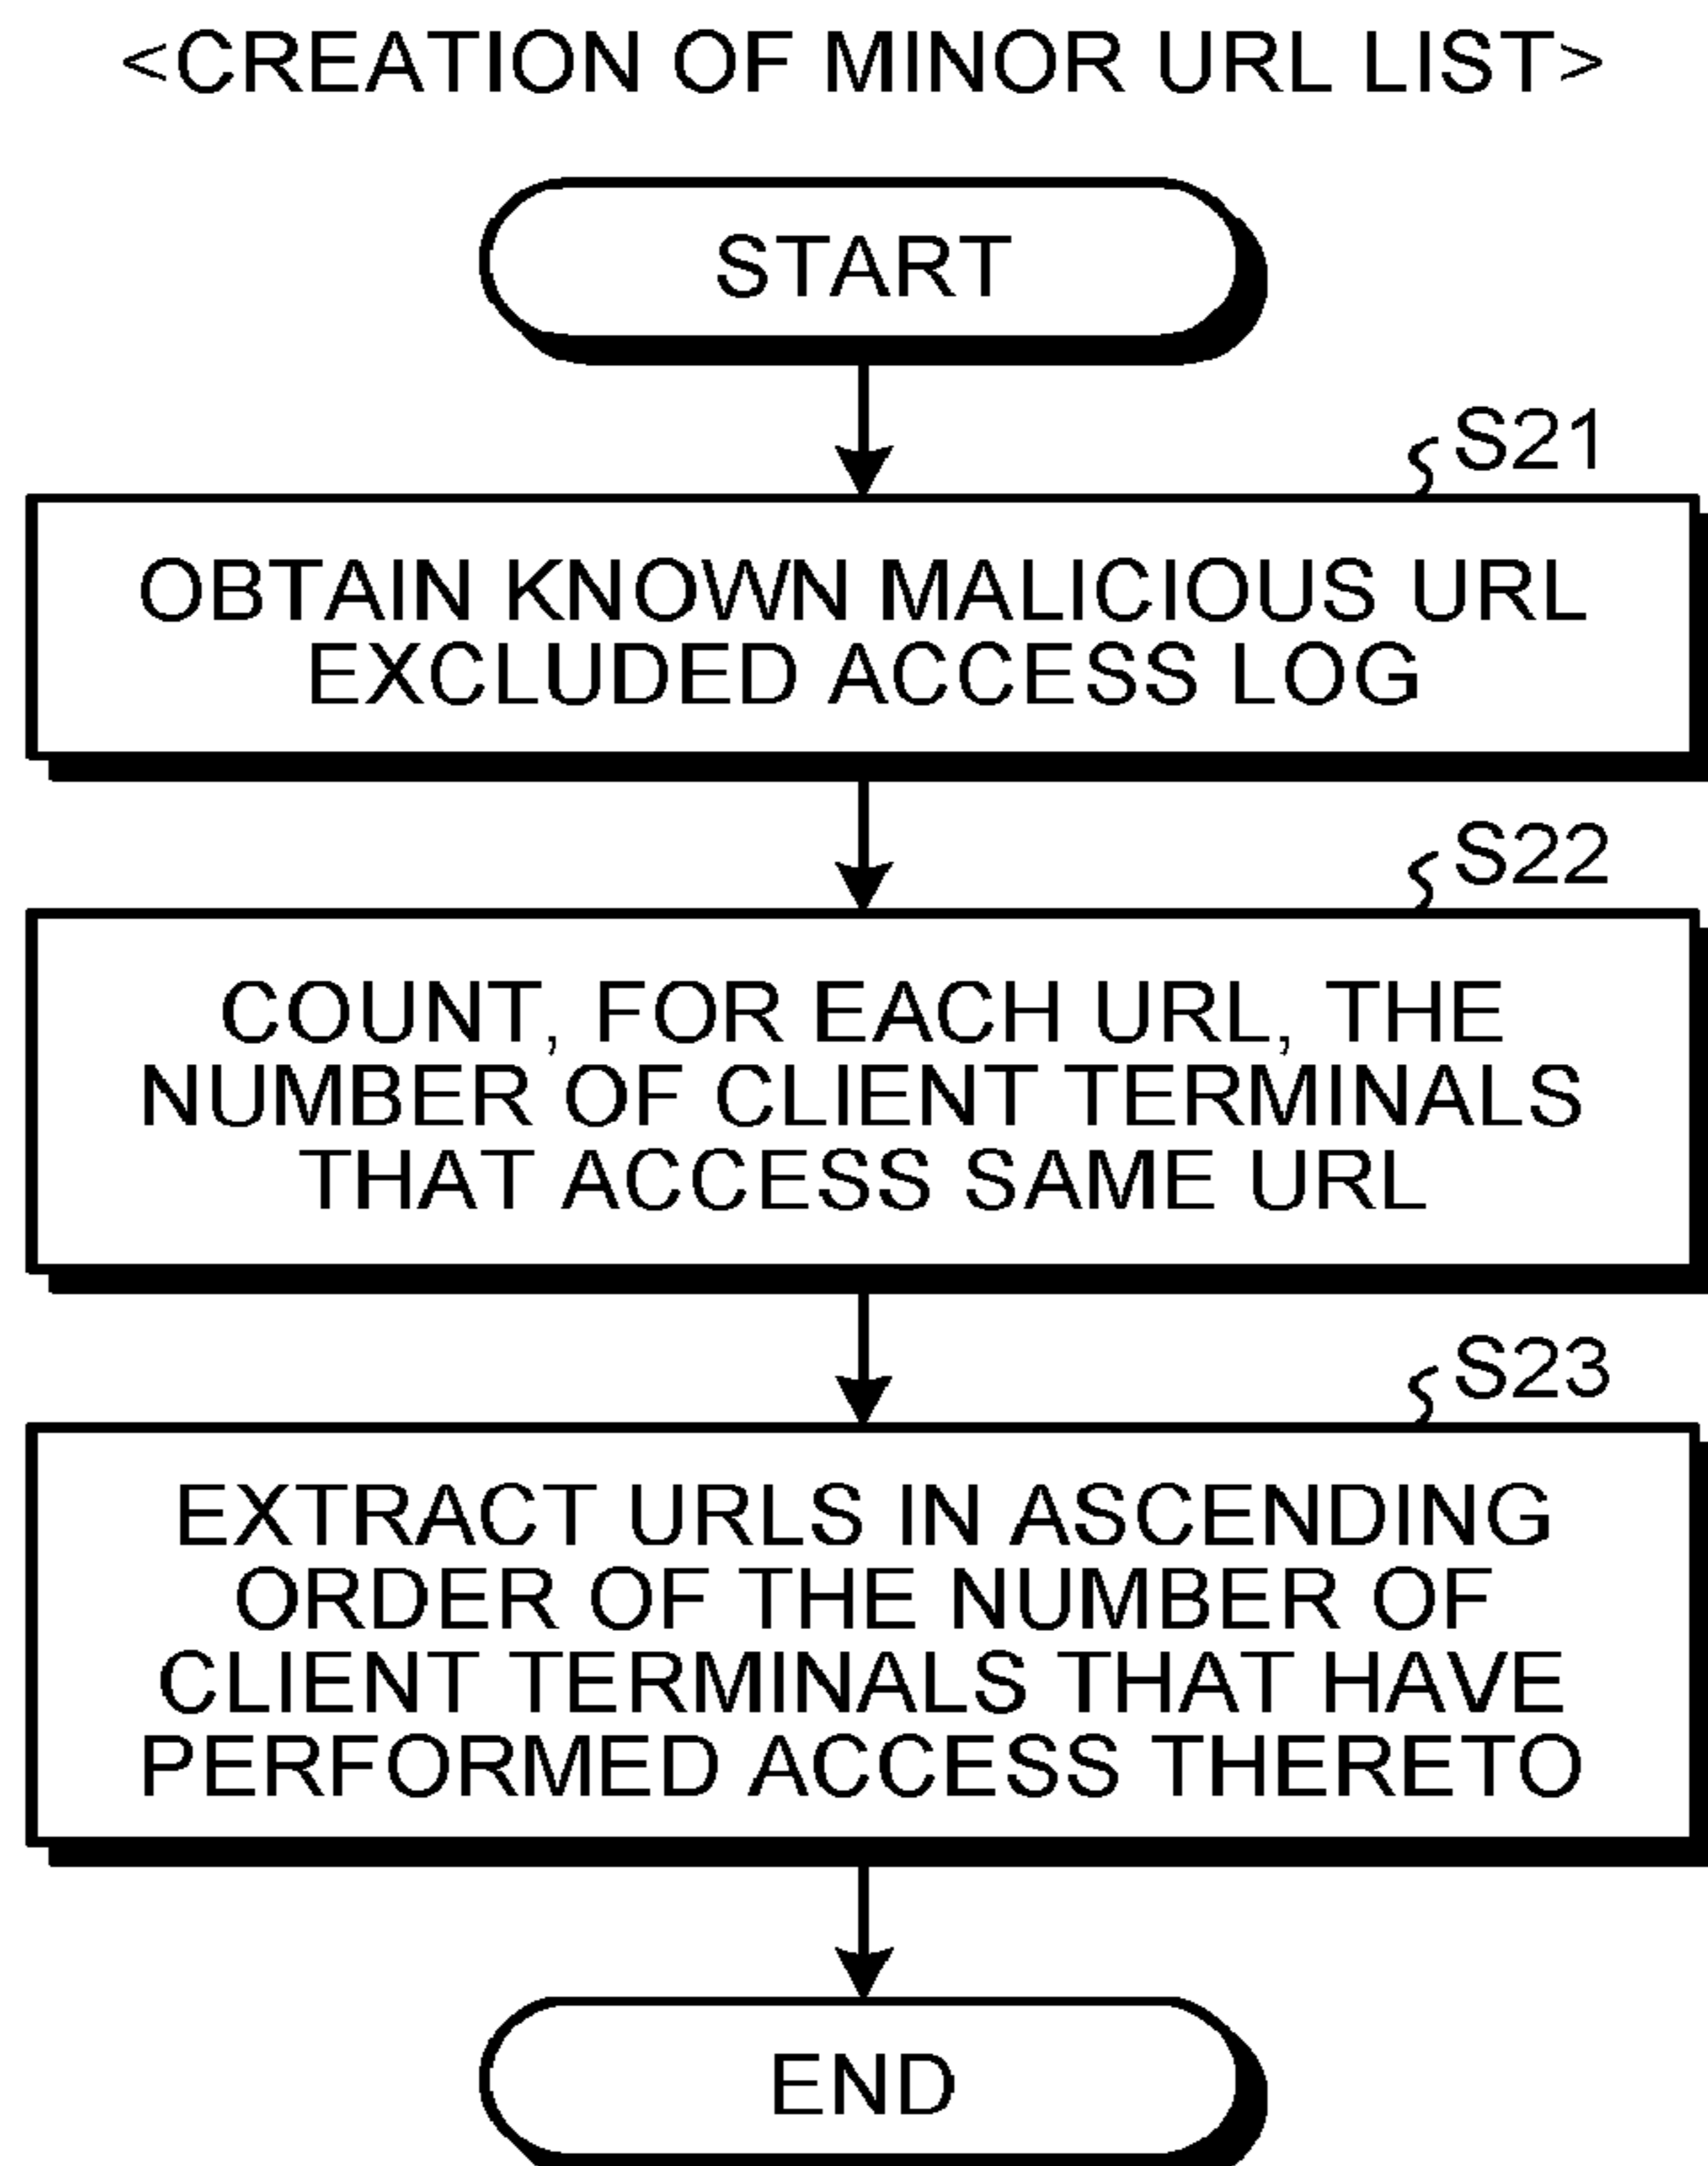 <CREATION OF MINOR URL LIST>
START
S21
OBTAIN KNOWN MALICIOUS URL
EXCLUDED ACCESS LOG
S22
COUNT, FOR EACH URL, THE
NUMBER OF CLIENT TERMINALS
THAT ACCESS SAME URL
S23
EXTRACT URLS IN ASCENDING
ORDER OF THE NUMBER OF
CLIENT TERMINALS THAT HAVE
PERFORMED ACCESS THERETO
END